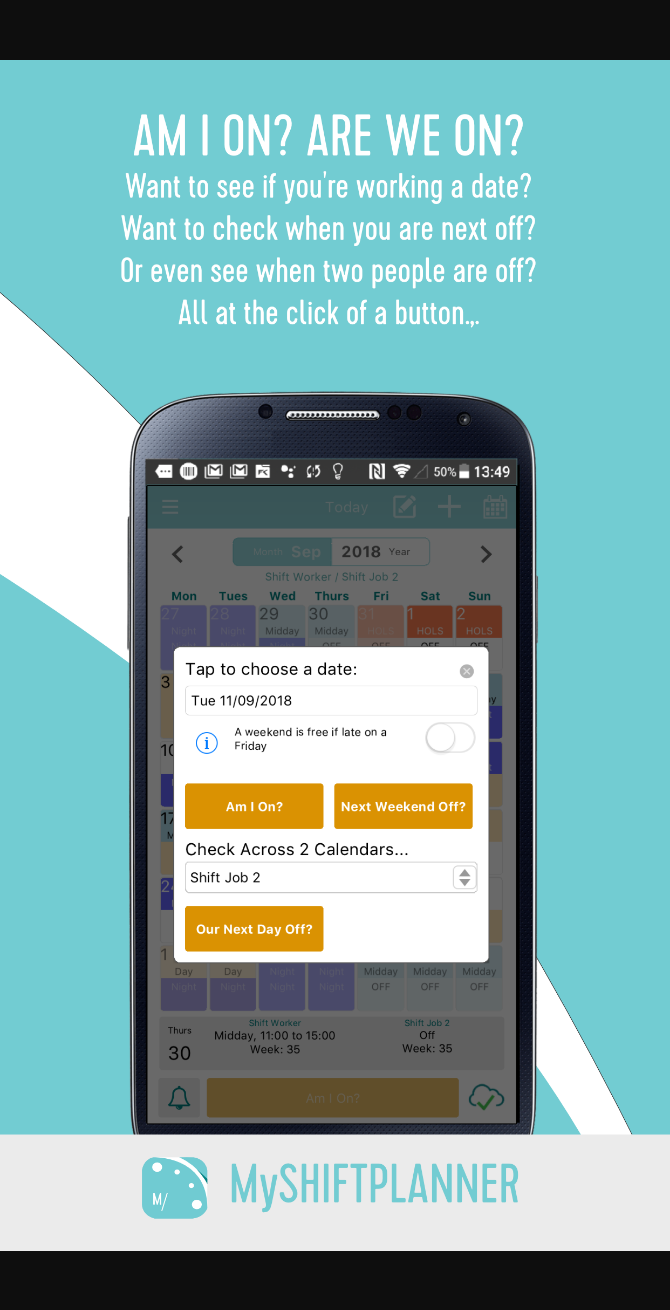 AM I ON? ARE WE ON?
Want to see if you're working a date?
Want to check when you are next off?
Or even see when two people are off?
All at the click of a button.,.
50% 13:49
Today
Month Sep 2018 Year
Shift Worker / Shift Job 2
Mon Tues Wed Thurs Fri Sat Sun
27 28 29 30 31 1 2
Night Night Midday Midday HOLS HOLS HOLS
Tap to choose a date:
3
Tue 11/09/2018
A weekend is free if late on a
Friday
10
Am I On? Next Weekend Off?
17
Check Across 2 Calendars...
Shift Job 2
Our Next Day Off?
1
Day Day Night Night Midday Midday Midday
Night Night Night Night OFF OFF OFF
Thurs
30
Shift Worker
Midday, 11:00 to 15:00
Week: 35
Shift Job 2
Off
Week: 35
Am I On?
M/ MySHIFTPLANNER